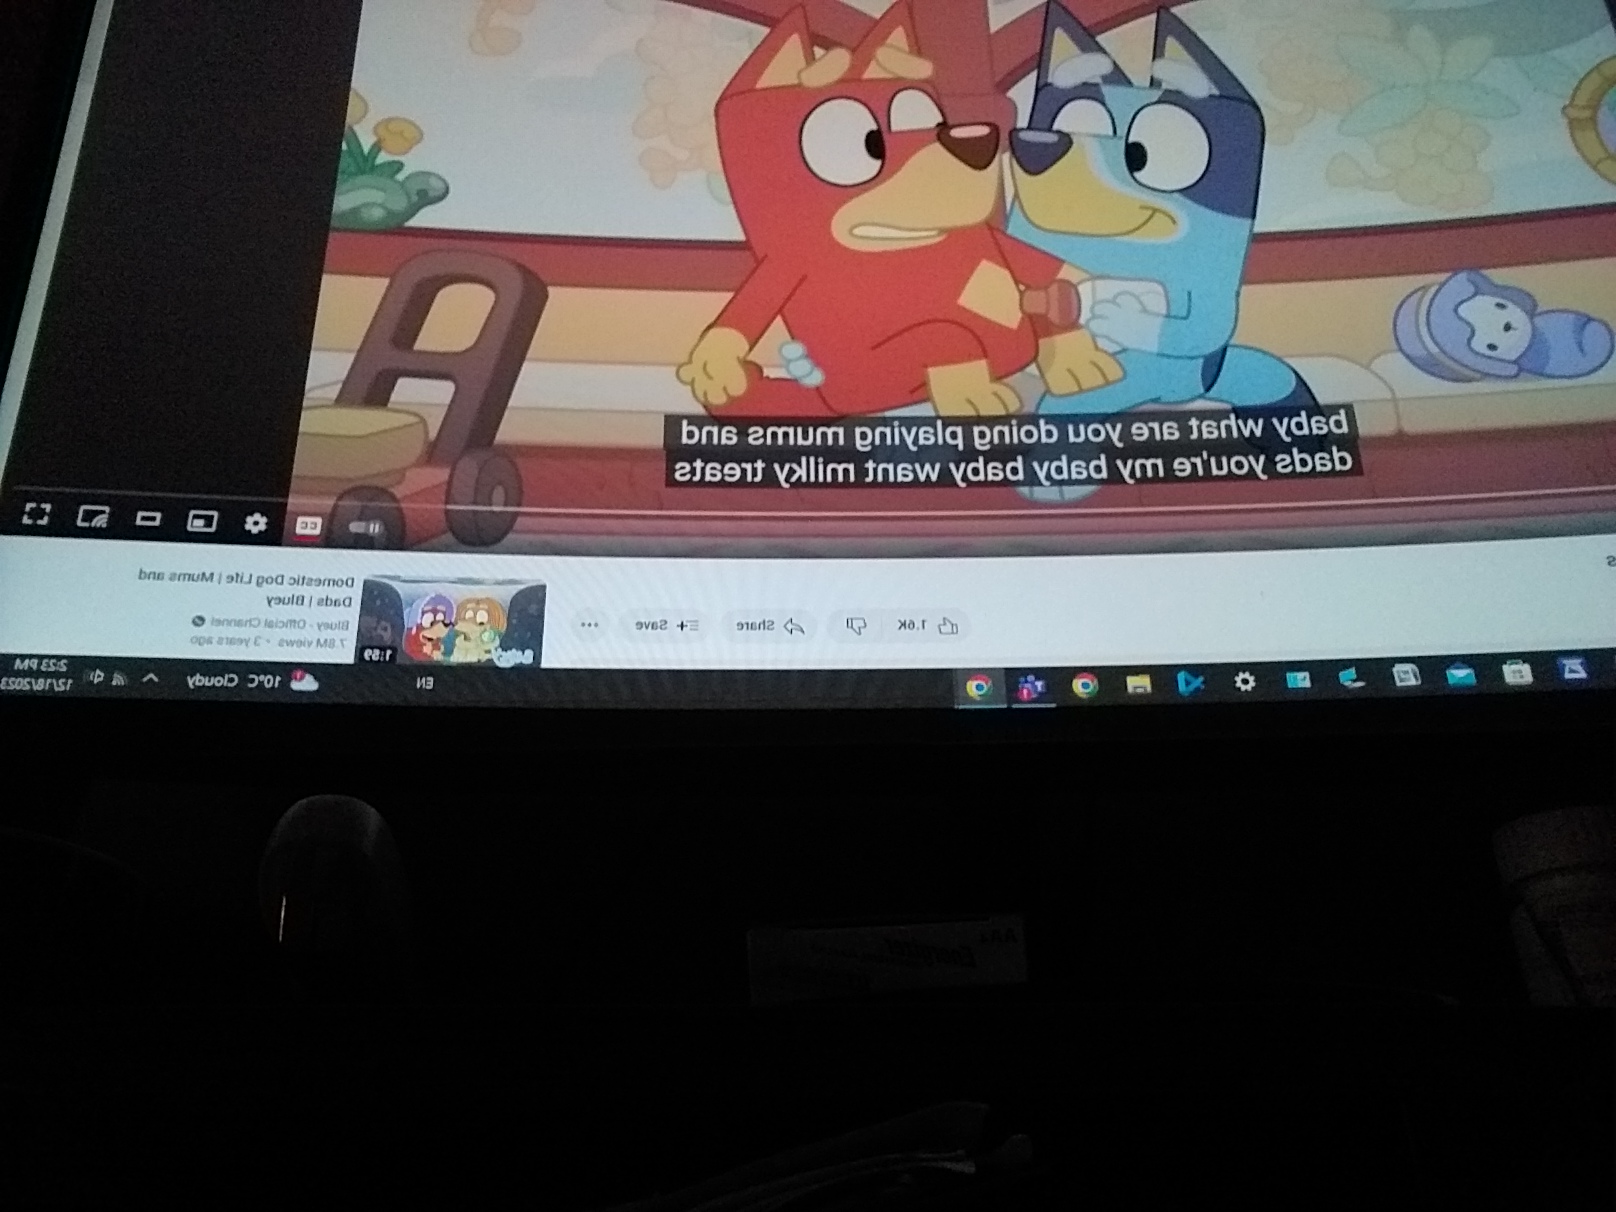 baby what are you doing playing mums and
dads you're my baby baby want milky treats
CC
1.6K
Share
Save
Domestic Dog Life | Mums and
Dads | Bluey
Bluey - Official Channel
7.8M views • 3 years ago
1:59
EN
10°C Cloudy
2:23 PM
12/18/2023